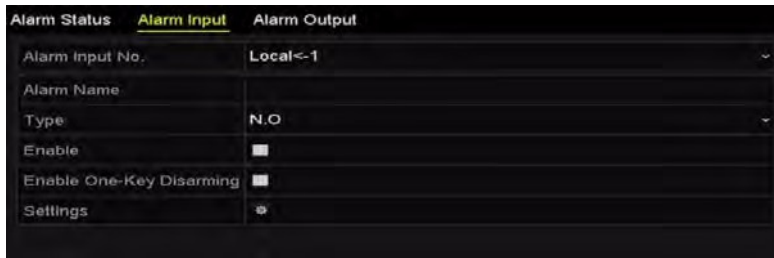 Alarm Status Alarm Input Alarm Output
Alarm Input No. Local<-1
Alarm Name
Type N.O
Enable
Enable One-Key Disarming
Settings